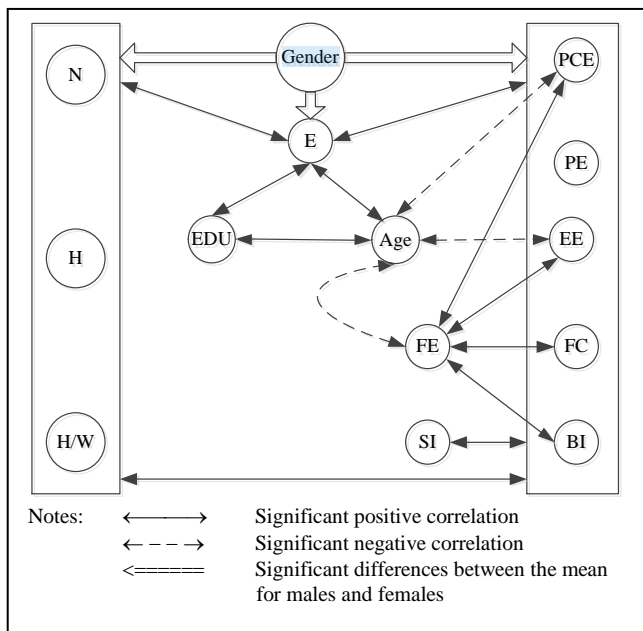 Gender
N
PCE
E
PE
EDU
Age
EE
H
FE
FC
H/W
SI
BI
Notes:
Significant positive correlation
Significant negative correlation
<====== Significant differences between the mean
for males and females